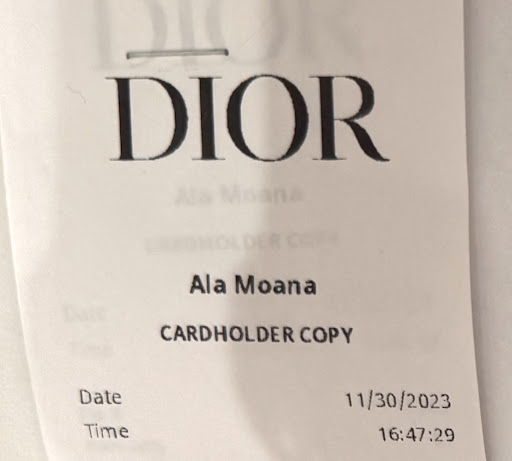 DIOR
Ala Moana
CARDHOLDER COPY
Date 11/30/2023
Time 16:47:29